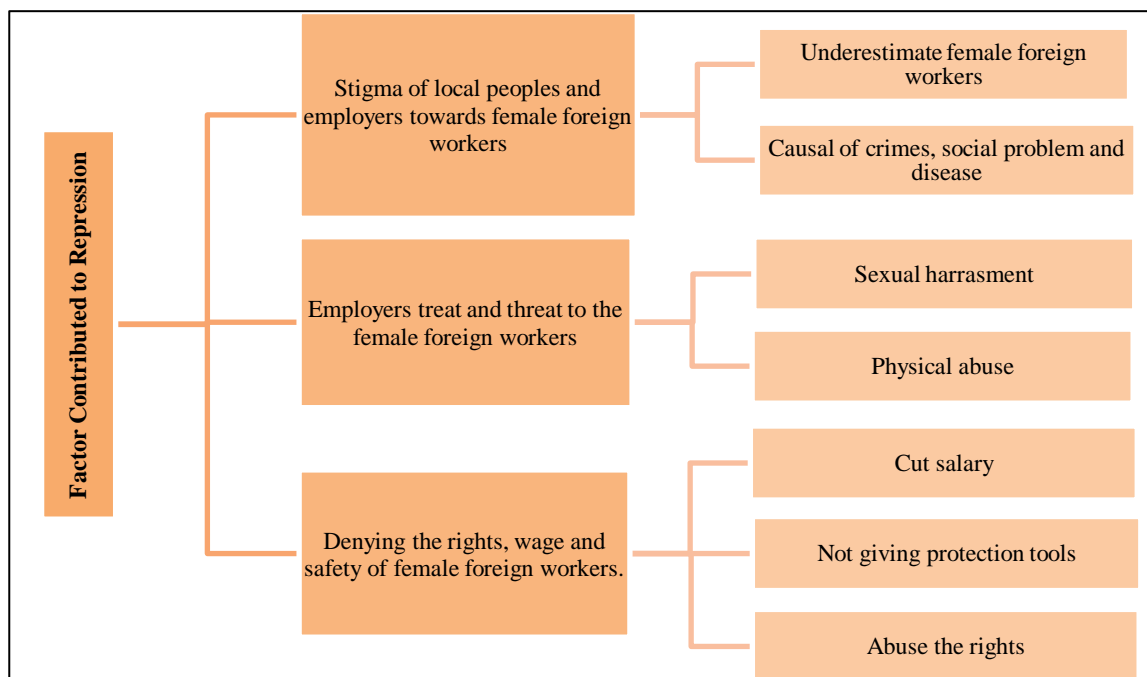 Factor Contributed to Repression
Stigma of local peoples and
employers towards female foreign
workers
Underestimate female foreign
workers
Causal of crimes, social problem and
disease
Employers treat and threat to the
female foreign workers
Sexual harrasment
Physical abuse
Denying the rights, wage and
safety of female foreign workers.
Cut salary
Not giving protection tools
Abuse the rights